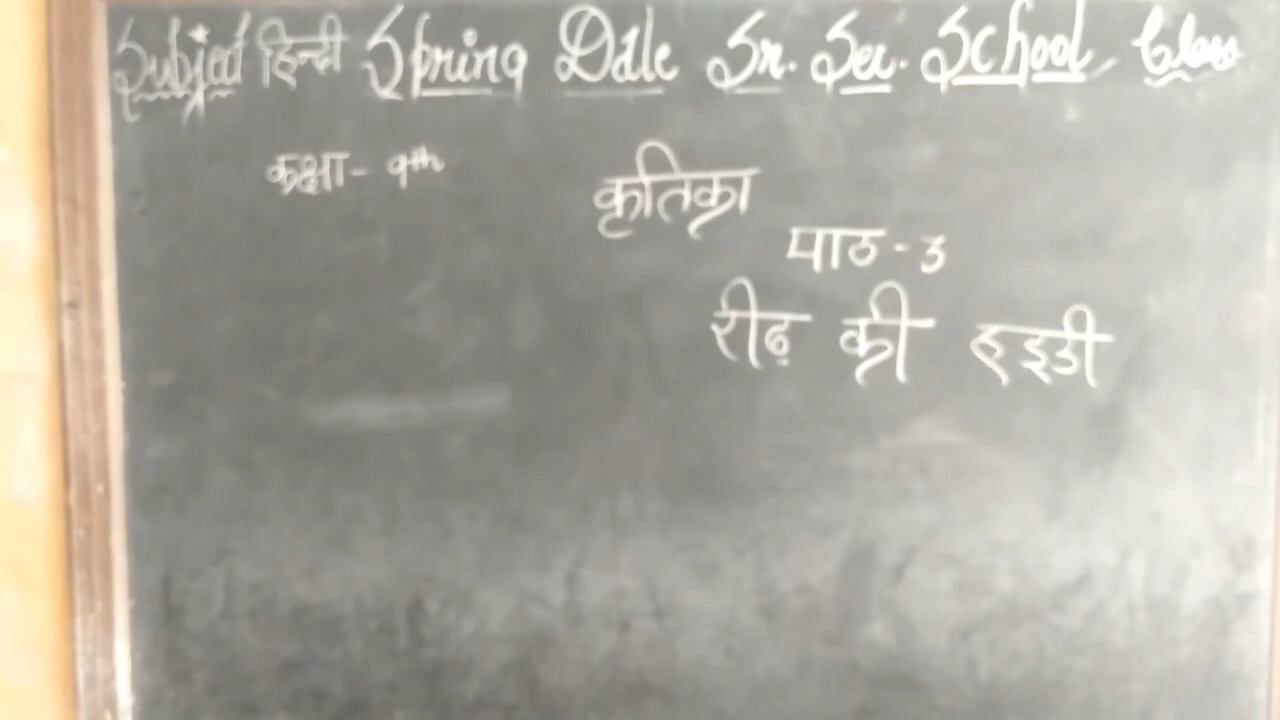 Subject हिन्दी Spring Dale Sr. Sec. School Class
कक्षा- 9th
कृतिका
पाठ - 3
रीढ़ की हड्डी